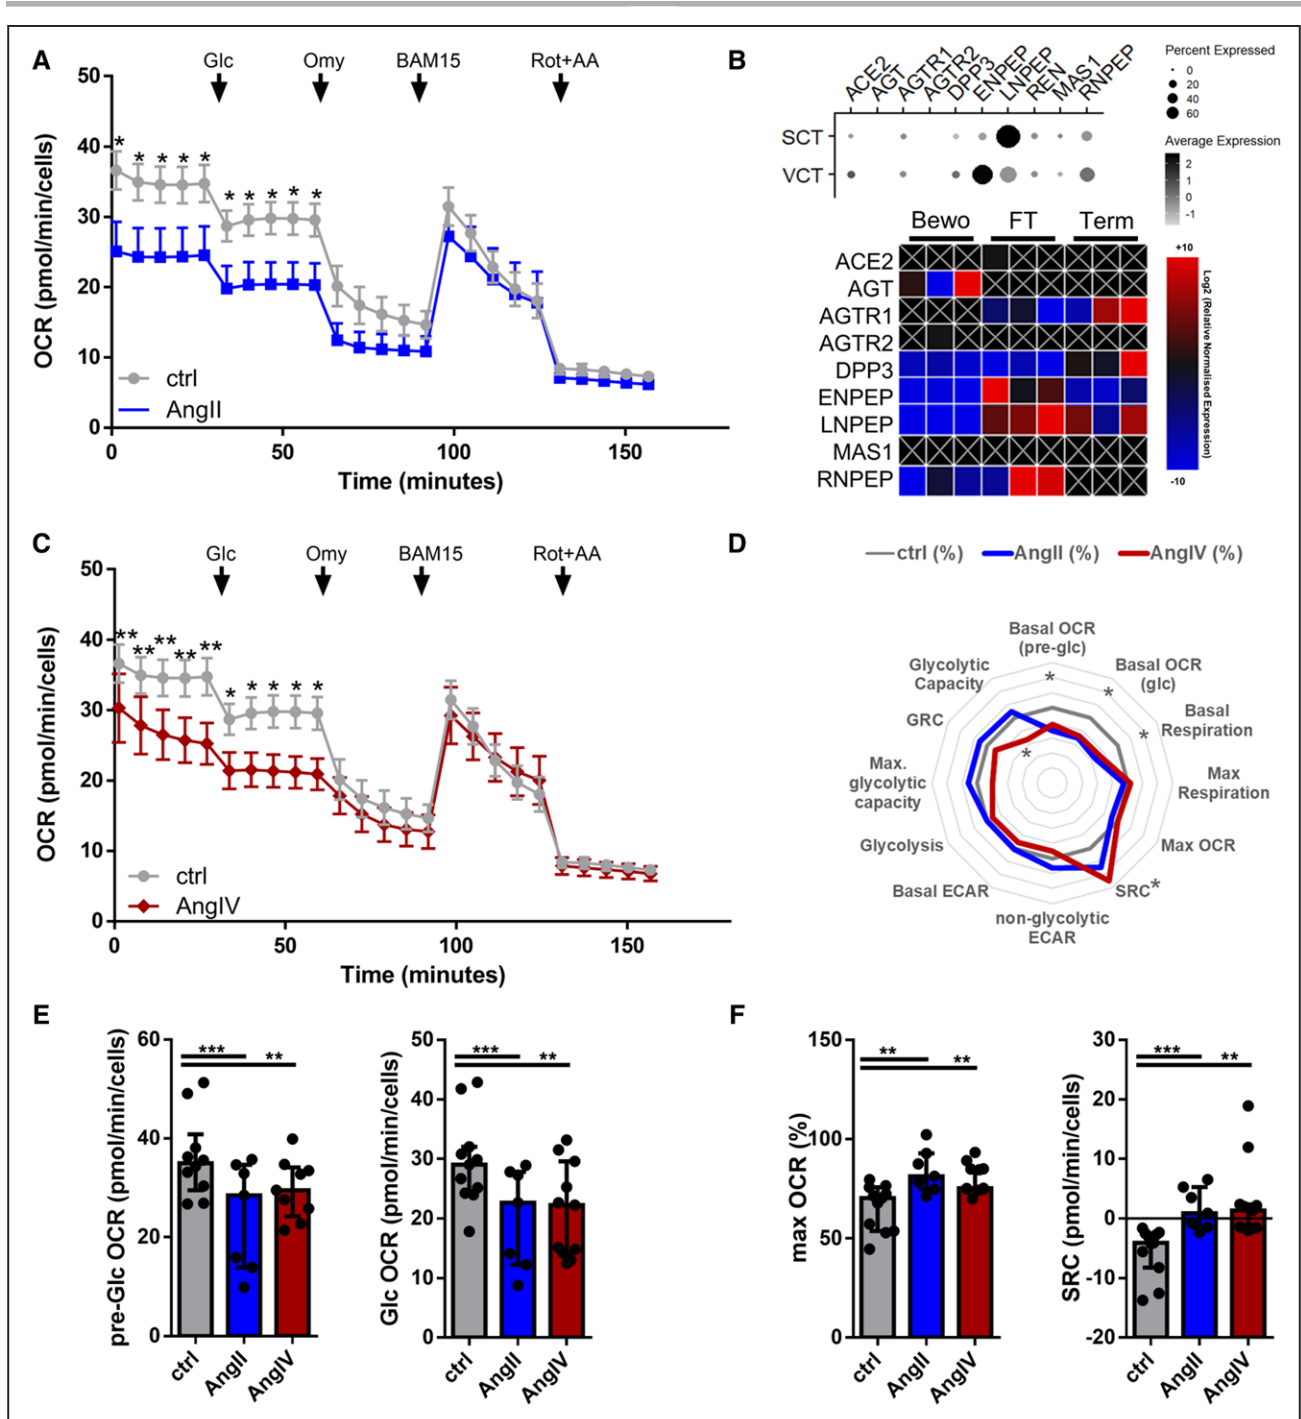 A
Glc
Omy
BAM15
Rot+AA
50
40
30
20
10
0
OCR (pmol/min/cells)
* * * * *
* * * * *
ctrl
AngII
0
50
100
150
Time (minutes)
B
ACE2
AGT
AGTR1
AGTR2
DPP3
ENPEP
LNPEP
REN
MAS1
RNPEP
SCT
VCT
Percent Expressed
0
20
40
60
Average Expression
2
1
0
-1
Bewo
FT
Term
ACE2
AGT
AGTR1
AGTR2
DPP3
ENPEP
LNPEP
MAS1
RNPEP
+10
Log2 (Relative Normalised Expression)
-10
C
Glc
Omy
BAM15
Rot+AA
50
40
30
20
10
0
OCR (pmol/min/cells)
** ** ** ** **
* * * * *
ctrl
AngIV
0
50
100
150
Time (minutes)
D
ctrl (%)
AngII (%)
AngIV (%)
Basal OCR
(pre-glc)
*
Basal OCR
(glc)
*
Basal
Respiration
*
Max
Respiration
Max OCR
SRC*
non-glycolytic
ECAR
Basal ECAR
Glycolysis
Max.
glycolytic
capacity
GRC
*
Glycolytic
Capacity
E
pre-Glc OCR (pmol/min/cells)
60
40
20
0
***
**
ctrl
AngII
AngIV
Glc OCR (pmol/min/cells)
50
40
30
20
10
0
***
**
ctrl
AngII
AngIV
F
max OCR (%)
150
100
50
0
**
**
ctrl
AngII
AngIV
SRC (pmol/min/cells)
30
20
10
0
-10
-20
***
**
ctrl
AngII
AngIV